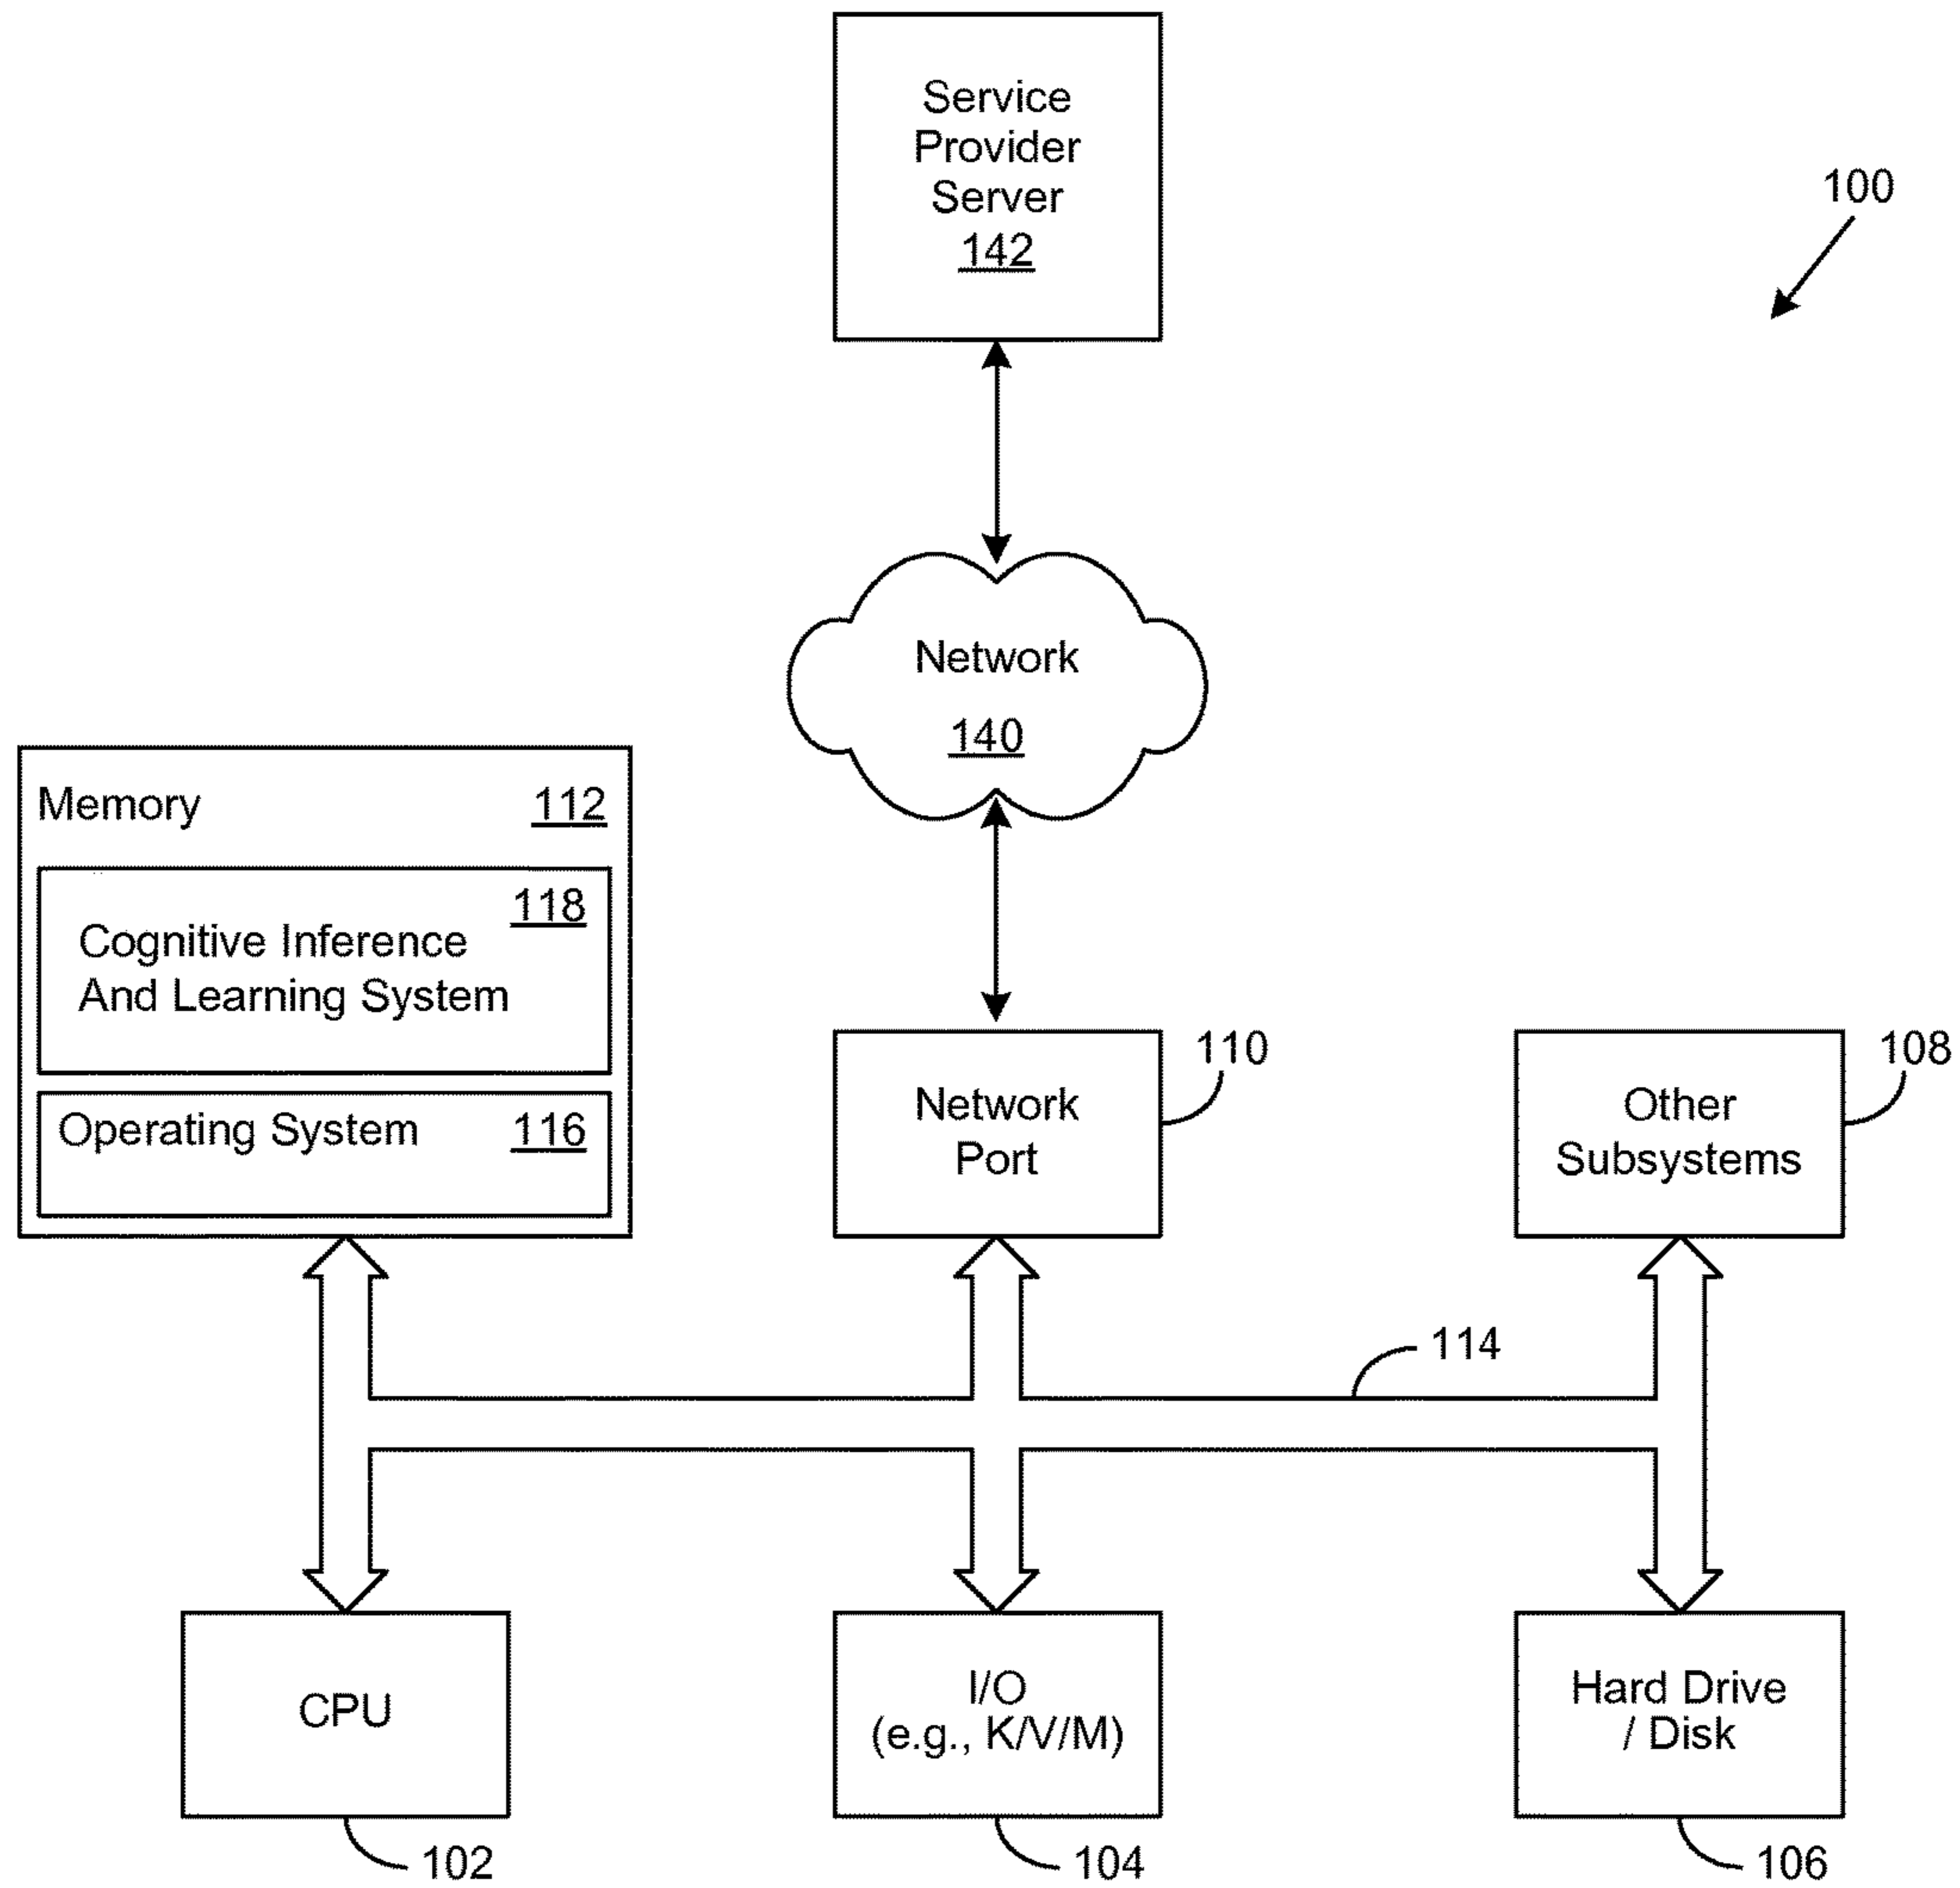 Service
Provider
Server
142
100
Network
140
Memory 112
118
Cognitive Inference
And Learning System
Operating System 116
Network
Port
110
Other
Subsystems
108
114
CPU
102
I/O
(e.g., K/V/M)
104
Hard Drive
/ Disk
106